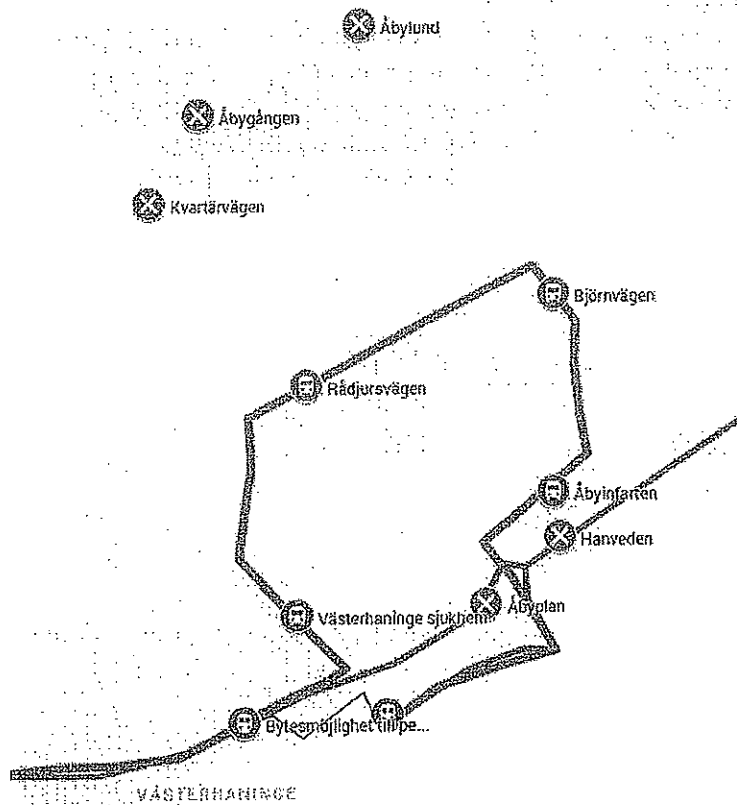 Åbylund
Åbygången
Kvartärvägen
Björnvägen
Rådjursvägen
Åbyinfarten
Hanveden
Åbyplan
Västerhaninge sjukhem
Bytesmöjlighet till pe...
VÄSTERHANINGE